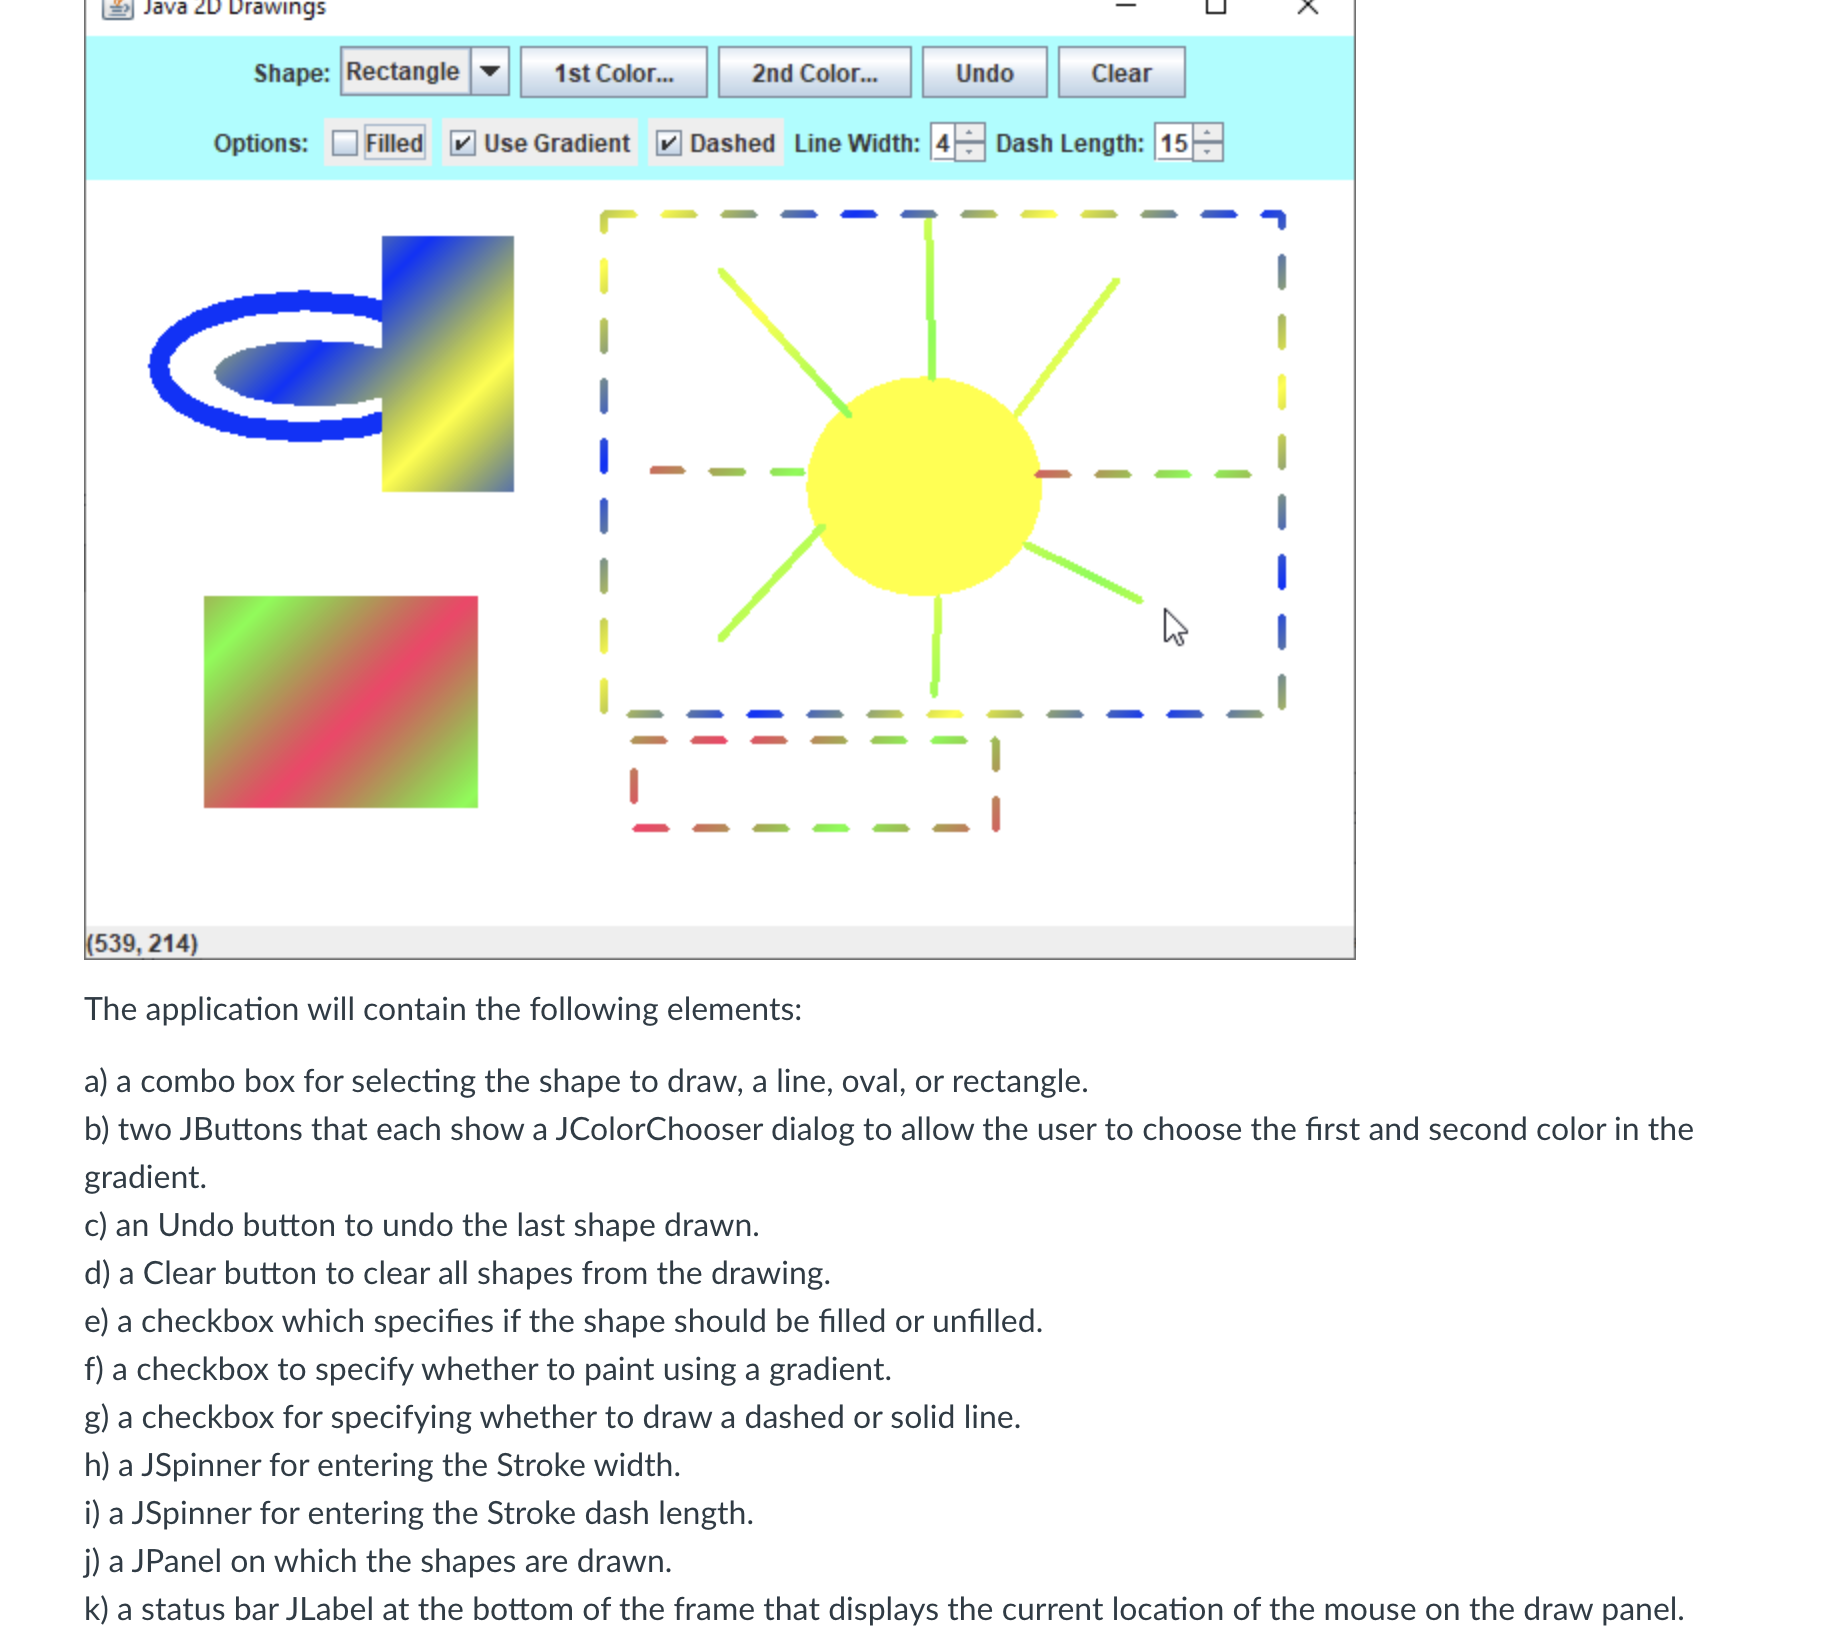 Java 2D Drawings
Shape: Rectangle 1st Color... 2nd Color... Undo Clear
Options: Filled Use Gradient Dashed Line Width: 4 Dash Length: 15
(539, 214)
The application will contain the following elements:
a) a combo box for selecting the shape to draw, a line, oval, or rectangle.
b) two JButtons that each show a JColorChooser dialog to allow the user to choose the first and second color in the
gradient.
c) an Undo button to undo the last shape drawn.
d) a Clear button to clear all shapes from the drawing.
e) a checkbox which specifies if the shape should be filled or unfilled.
f) a checkbox to specify whether to paint using a gradient.
g) a checkbox for specifying whether to draw a dashed or solid line.
h) a JSpinner for entering the Stroke width.
i) a JSpinner for entering the Stroke dash length.
j) a JPanel on which the shapes are drawn.
k) a status bar JLabel at the bottom of the frame that displays the current location of the mouse on the draw panel.